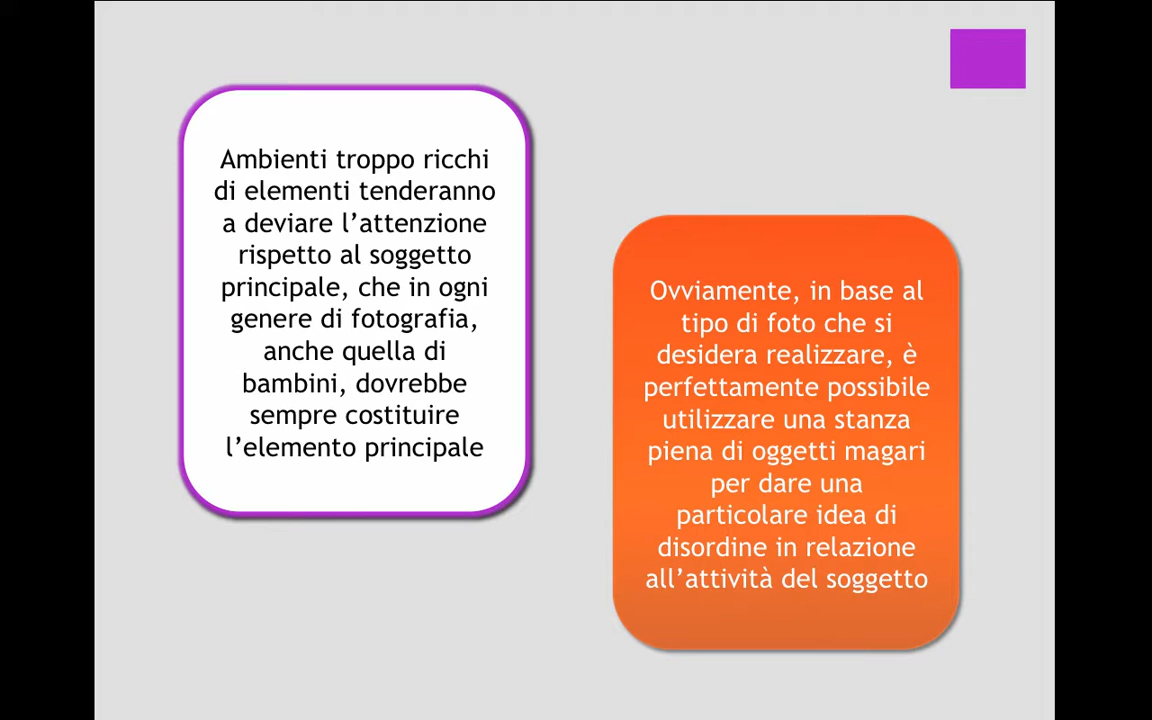 Ambienti troppo ricchi
di elementi tenderanno
a deviare l’attenzione
rispetto al soggetto
principale, che in ogni
genere di fotografia,
anche quella di
bambini, dovrebbe
sempre costituire
l’elemento principale
Ovviamente, in base al
tipo di foto che si
desidera realizzare, è
perfettamente possibile
utilizzare una stanza
piena di oggetti magari
per dare una
particolare idea di
disordine in relazione
all’attività del soggetto